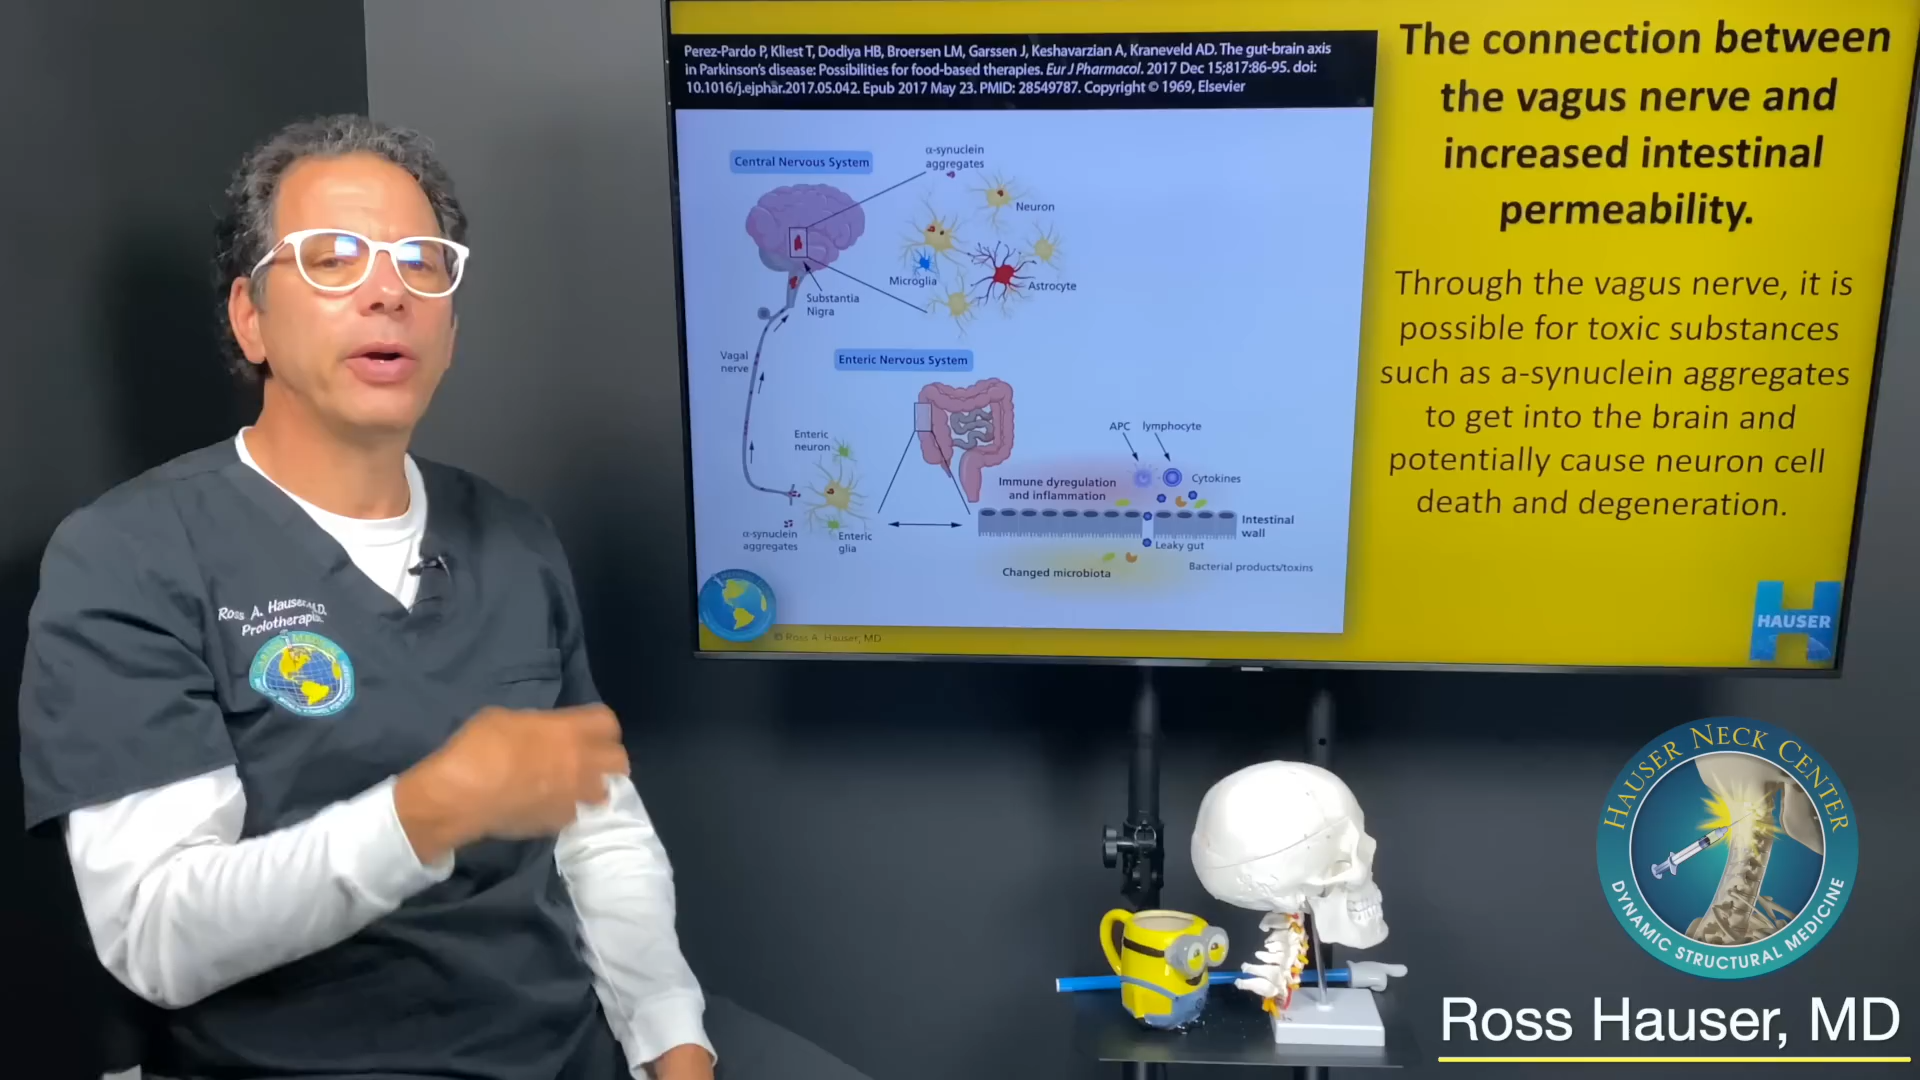 Perez-Pardo P, Kliest T, Dodiya HB, Broersen LM, Garssen J, Keshavarzian A, Kraneveld AD. The gut-brain axis
in Parkinson's disease: Possibilities for food-based therapies. Eur J Pharmacol. 2017 Dec 15;817:86-95. doi:
10.1016/j.ejphar.2017.05.042. Epub 2017 May 23. PMID: 28549787. Copyright © 1969, Elsevier
The connection between
the vagus nerve and
increased intestinal
permeability.
Through the vagus nerve, it is
possible for toxic substances
such as a-synuclein aggregates
to get into the brain and
potentially cause neuron cell
death and degeneration.
Central Nervous System
α-synuclein
aggregates
Neuron
Microglia
Astrocyte
Substantia
Nigra
Vagal
nerve
Enteric Nervous System
Enteric
neuron
APC
lymphocyte
Cytokines
Immune dyregulation
and inflammation
Intestinal
wall
α-synuclein
aggregates
Enteric
glia
Leaky gut
Changed microbiota
Bacterial products/toxins
© Ross A. Hauser, MD
HAUSER
Ross A. Hauser, M.D.
Prolotherapist
HAUSER NECK CENTER
DYNAMIC STRUCTURAL MEDICINE
Ross Hauser, MD